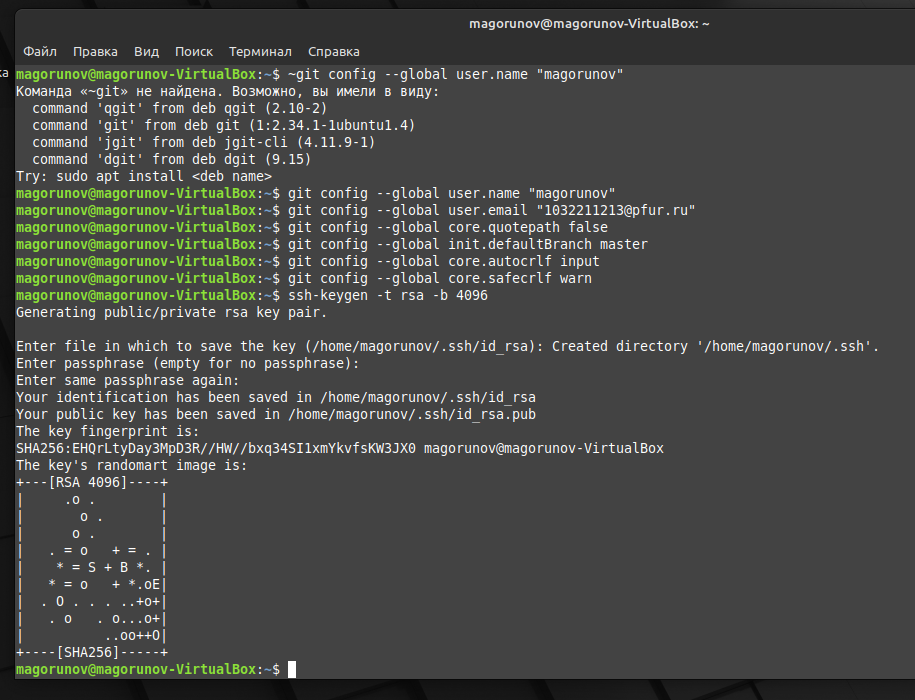 magorunov@magorunov-VirtualBox: ~
Файл Правка Вид Поиск Терминал Справка
ка
magorunov@magorunov-VirtualBox:~$ ~git config --global user.name "magorunov"
Команда «~git» не найдена. Возможно, вы имели в виду:
  command 'qgit' from deb qgit (2.10-2)
  command 'git' from deb git (1:2.34.1-1ubuntu1.4)
  command 'jgit' from deb jgit-cli (4.11.9-1)
  command 'dgit' from deb dgit (9.15)
Try: sudo apt install <deb name>
magorunov@magorunov-VirtualBox:~$ git config --global user.name "magorunov"
magorunov@magorunov-VirtualBox:~$ git config --global user.email "1032211213@pfur.ru"
magorunov@magorunov-VirtualBox:~$ git config --global core.quotepath false
magorunov@magorunov-VirtualBox:~$ git config --global init.defaultBranch master
magorunov@magorunov-VirtualBox:~$ git config --global core.autocrlf input
magorunov@magorunov-VirtualBox:~$ git config --global core.safecrlf warn
magorunov@magorunov-VirtualBox:~$ ssh-keygen -t rsa -b 4096
Generating public/private rsa key pair.
Enter file in which to save the key (/home/magorunov/.ssh/id_rsa): Created directory '/home/magorunov/.ssh'.
Enter passphrase (empty for no passphrase):
Enter same passphrase again:
Your identification has been saved in /home/magorunov/.ssh/id_rsa
Your public key has been saved in /home/magorunov/.ssh/id_rsa.pub
The key fingerprint is:
SHA256:EHQrLtyDay3MpD3R//HW//bxq34SI1xmYkvfsKW3JX0 magorunov@magorunov-VirtualBox
The key's randomart image is:
+---[RSA 4096]----+
|     .o .        |
|       o .       |
|      o .        |
|   . = o   + = . |
|    * = S + B *. |
|   * = o   + *.oE|
|  . O . . . ..+o+|
|   . o   . o...o+|
|          ..oo++O|
+----[SHA256]-----+
magorunov@magorunov-VirtualBox:~$